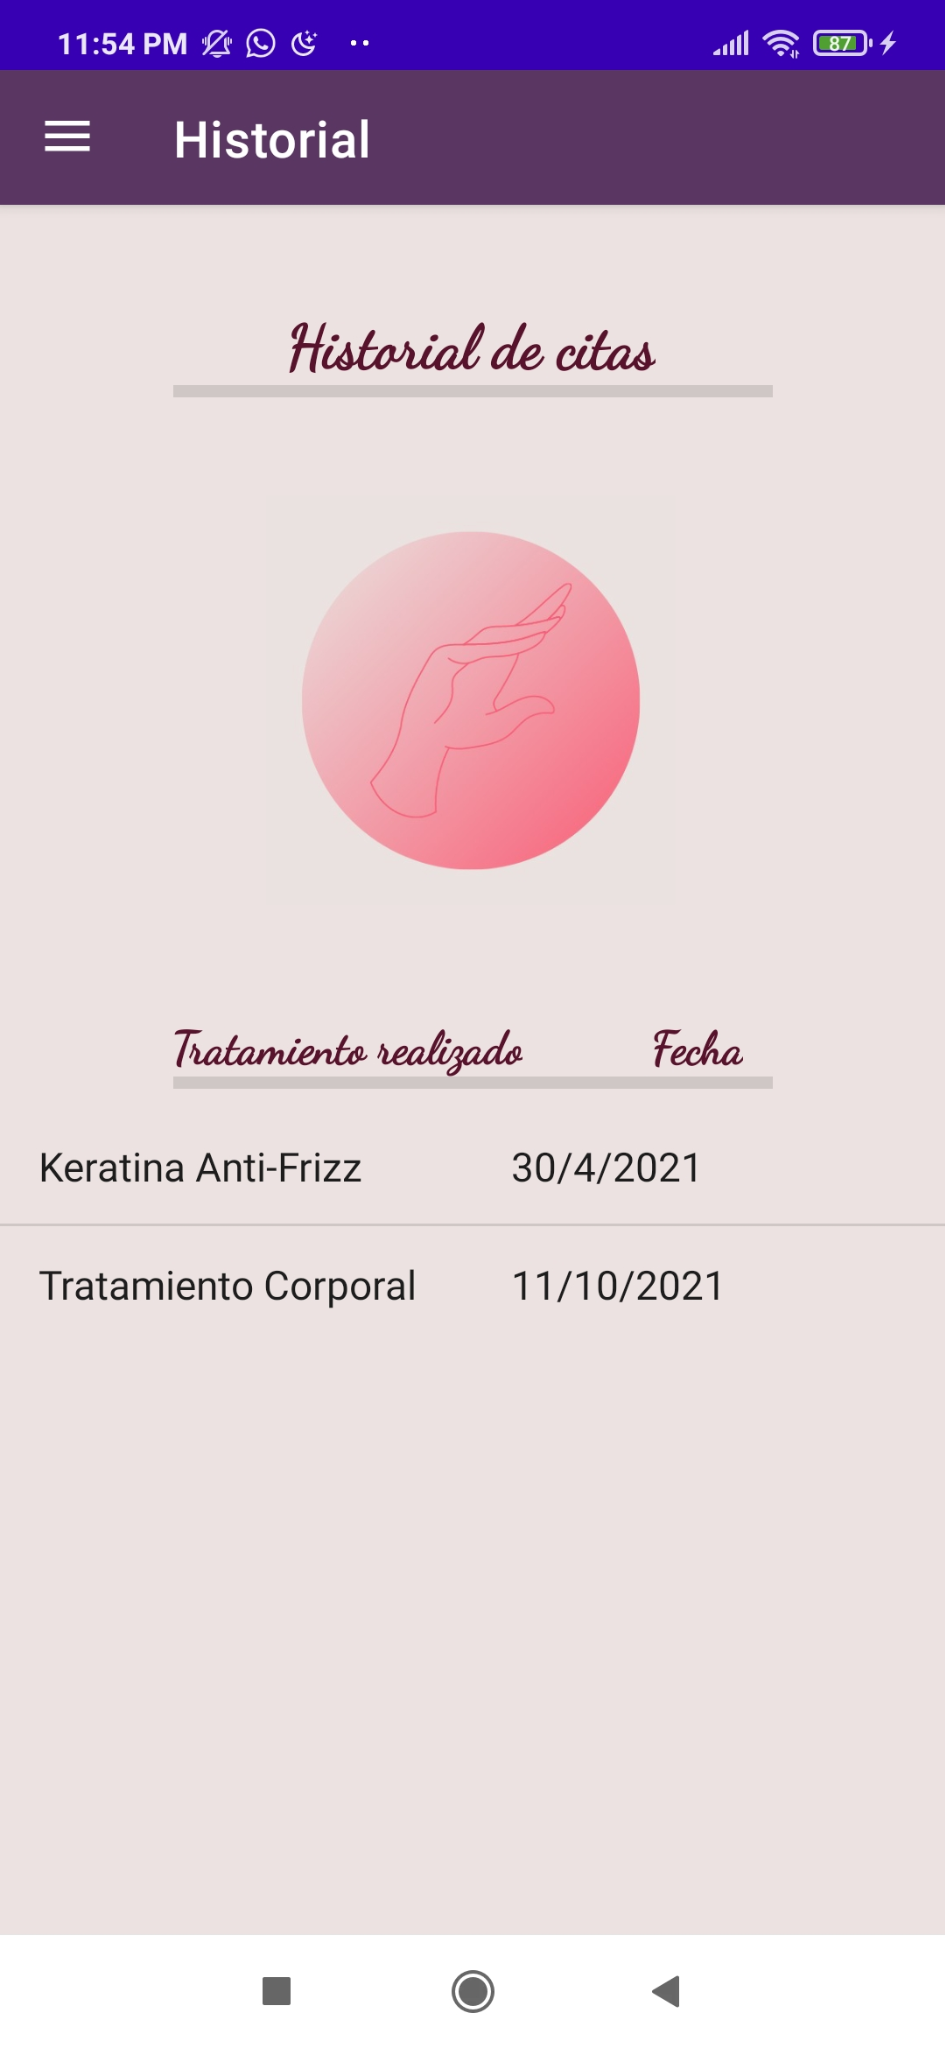 11:54 PM
87
Historial
Historial de citas
Tratamiento realizado Fecha
Keratina Anti-Frizz 30/4/2021
Tratamiento Corporal 11/10/2021